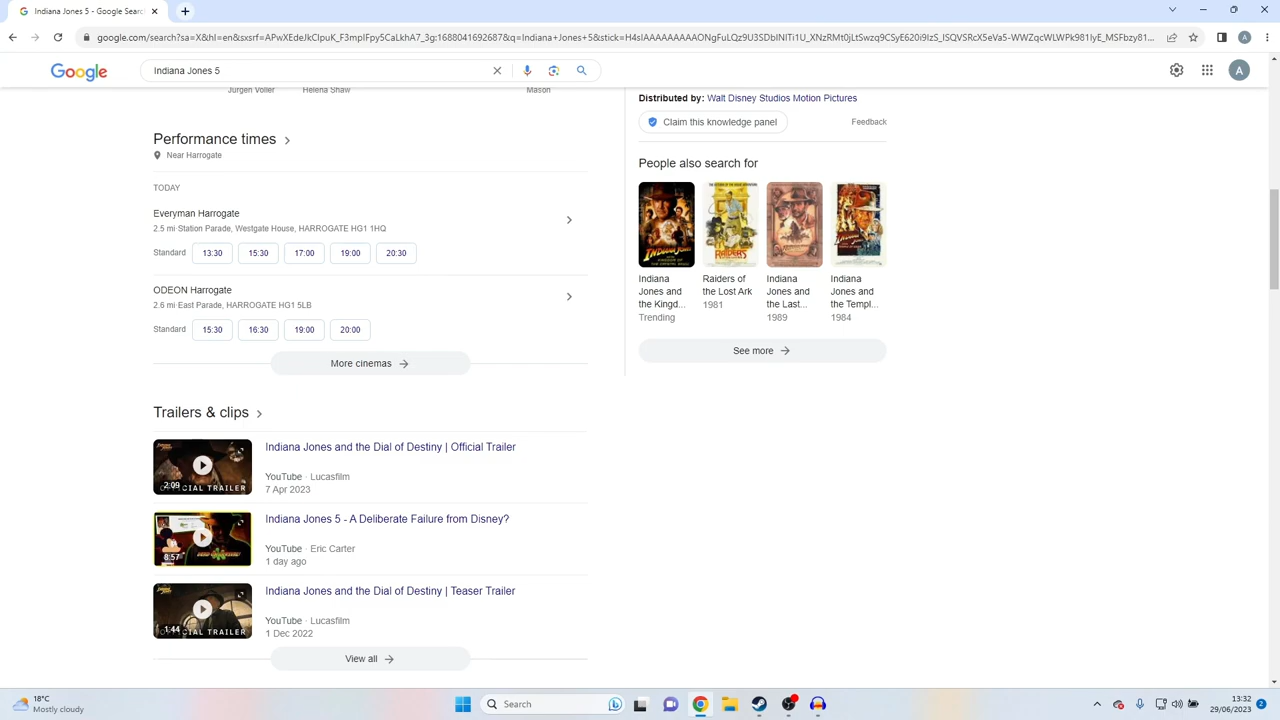 Indiana Jones 5 - Google Search
google.com/search?sa=X&hl=en&sxsrf=APwXEdeJkCIpuK_F3mpIFpy5CaLkhA7_3g:1688041692687&q=Indiana+Jones+5&stick=
Google
Indiana Jones 5
A
A
Jürgen Voller
Helena Shaw
Mason
Performance times
Near Harrogate
TODAY
Everyman Harrogate
2.5 mi·Station Parade, Westgate House, HARROGATE HG1 1HQ
Standard 13:30 15:30 17:00 19:00 20:30
ODEON Harrogate
2.6 mi·East Parade, HARROGATE HG1 5LB
Standard 15:30 16:30 19:00 20:00
More cinemas
Trailers & clips
2:09
OFFICIAL TRAILER
Indiana Jones and the Dial of Destiny | Official Trailer
YouTube · Lucasfilm
7 Apr 2023
8:57
Indiana Jones 5 - A Deliberate Failure from Disney?
YouTube · Eric Carter
1 day ago
1:44
OFFICIAL TRAILER
Indiana Jones and the Dial of Destiny | Teaser Trailer
YouTube · Lucasfilm
1 Dec 2022
View all
Distributed by: Walt Disney Studios Motion Pictures
Claim this knowledge panel
Feedback
People also search for
Indiana
Jones and
the Kingd...
Trending
Raiders of
the Lost Ark
1981
Indiana
Jones and
the Last...
1989
Indiana
Jones and
the Templ...
1984
See more
18°C
Mostly cloudy
Search
13:32
29/06/2023
2